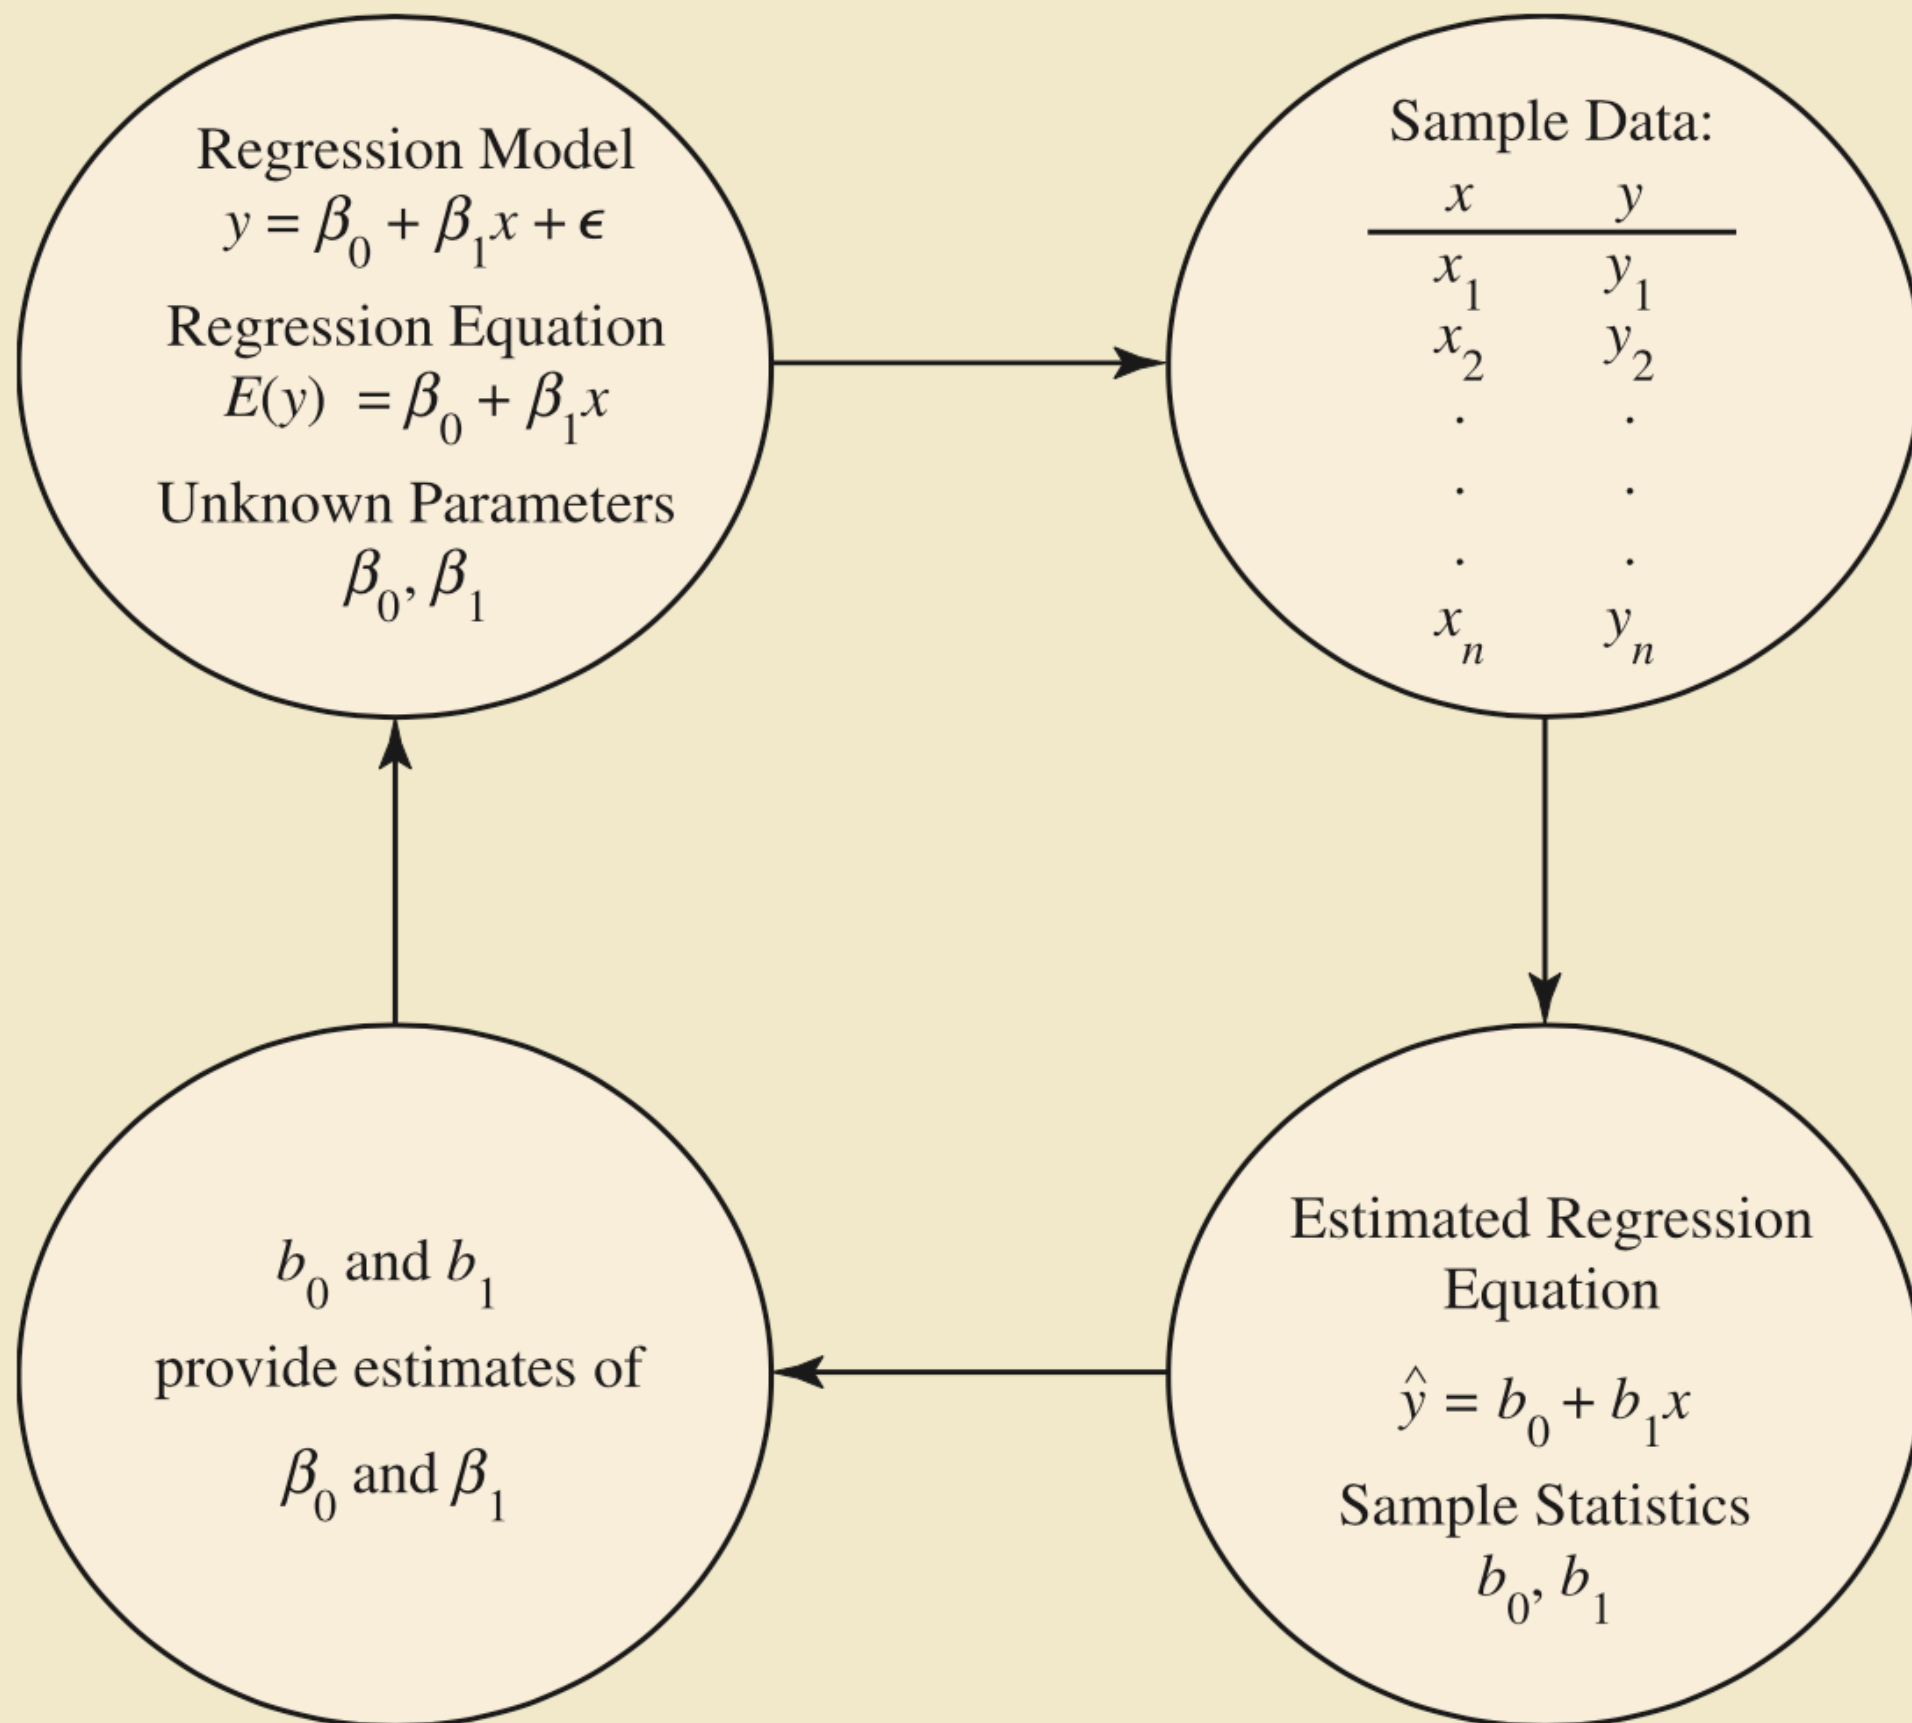 Regression Model
y = β₀ + β₁x + ϵ
Regression Equation
E(y) = β₀ + β₁x
Unknown Parameters
β₀, β₁
Sample Data:
x y
x₁ y₁
x₂ y₂
. .
. .
. .
xₙ yₙ
Estimated Regression
Equation
ŷ = b₀ + b₁x
Sample Statistics
b₀, b₁
b₀ and b₁
provide estimates of
β₀ and β₁